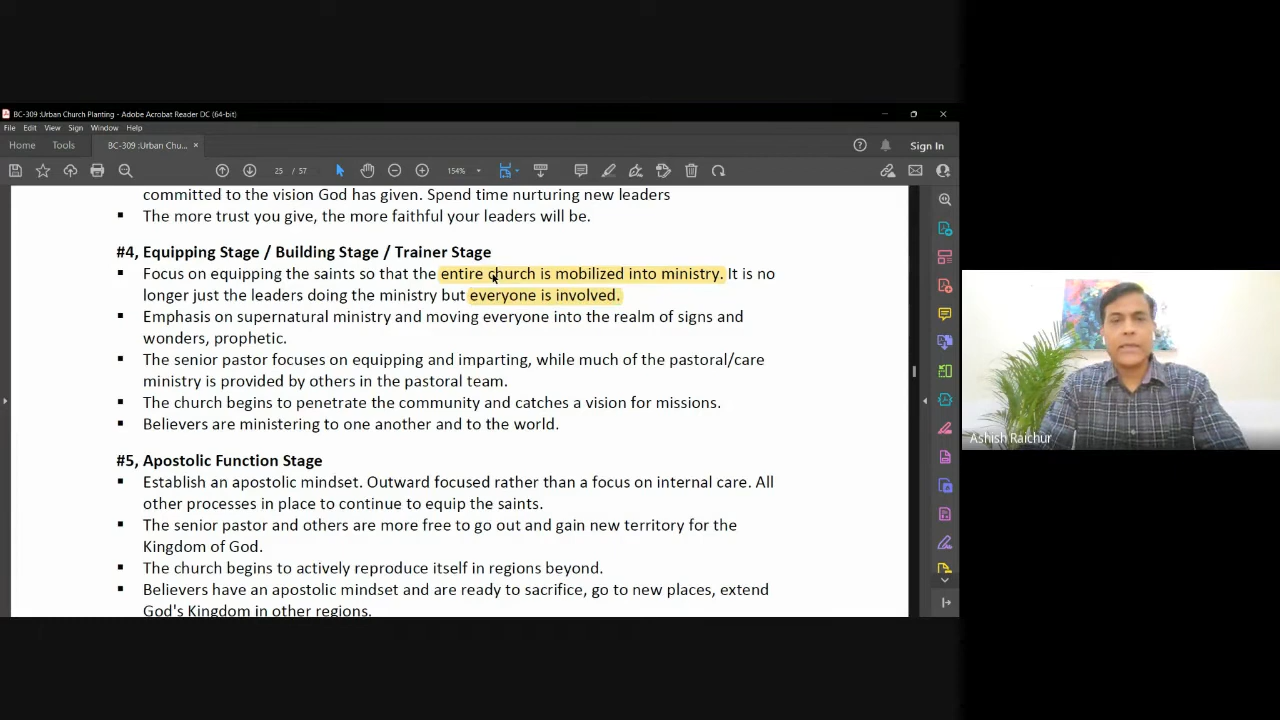 BC-309 :Urban Church Planting - Adobe Acrobat Reader DC (64-bit)
File Edit View Sign Window Help
Home Tools BC-309 :Urban Chu... × Sign In
25 / 57 154%
committed to the vision God has given. Spend time nurturing new leaders
▪ The more trust you give, the more faithful your leaders will be.
#4, Equipping Stage / Building Stage / Trainer Stage
▪ Focus on equipping the saints so that the entire church is mobilized into ministry. It is no
longer just the leaders doing the ministry but everyone is involved.
▪ Emphasis on supernatural ministry and moving everyone into the realm of signs and
wonders, prophetic.
▪ The senior pastor focuses on equipping and imparting, while much of the pastoral/care
ministry is provided by others in the pastoral team.
▪ The church begins to penetrate the community and catches a vision for missions.
▪ Believers are ministering to one another and to the world.
#5, Apostolic Function Stage
▪ Establish an apostolic mindset. Outward focused rather than a focus on internal care. All
other processes in place to continue to equip the saints.
▪ The senior pastor and others are more free to go out and gain new territory for the
Kingdom of God.
▪ The church begins to actively reproduce itself in regions beyond.
▪ Believers have an apostolic mindset and are ready to sacrifice, go to new places, extend
God's Kingdom in other regions.
Ashish Raichur